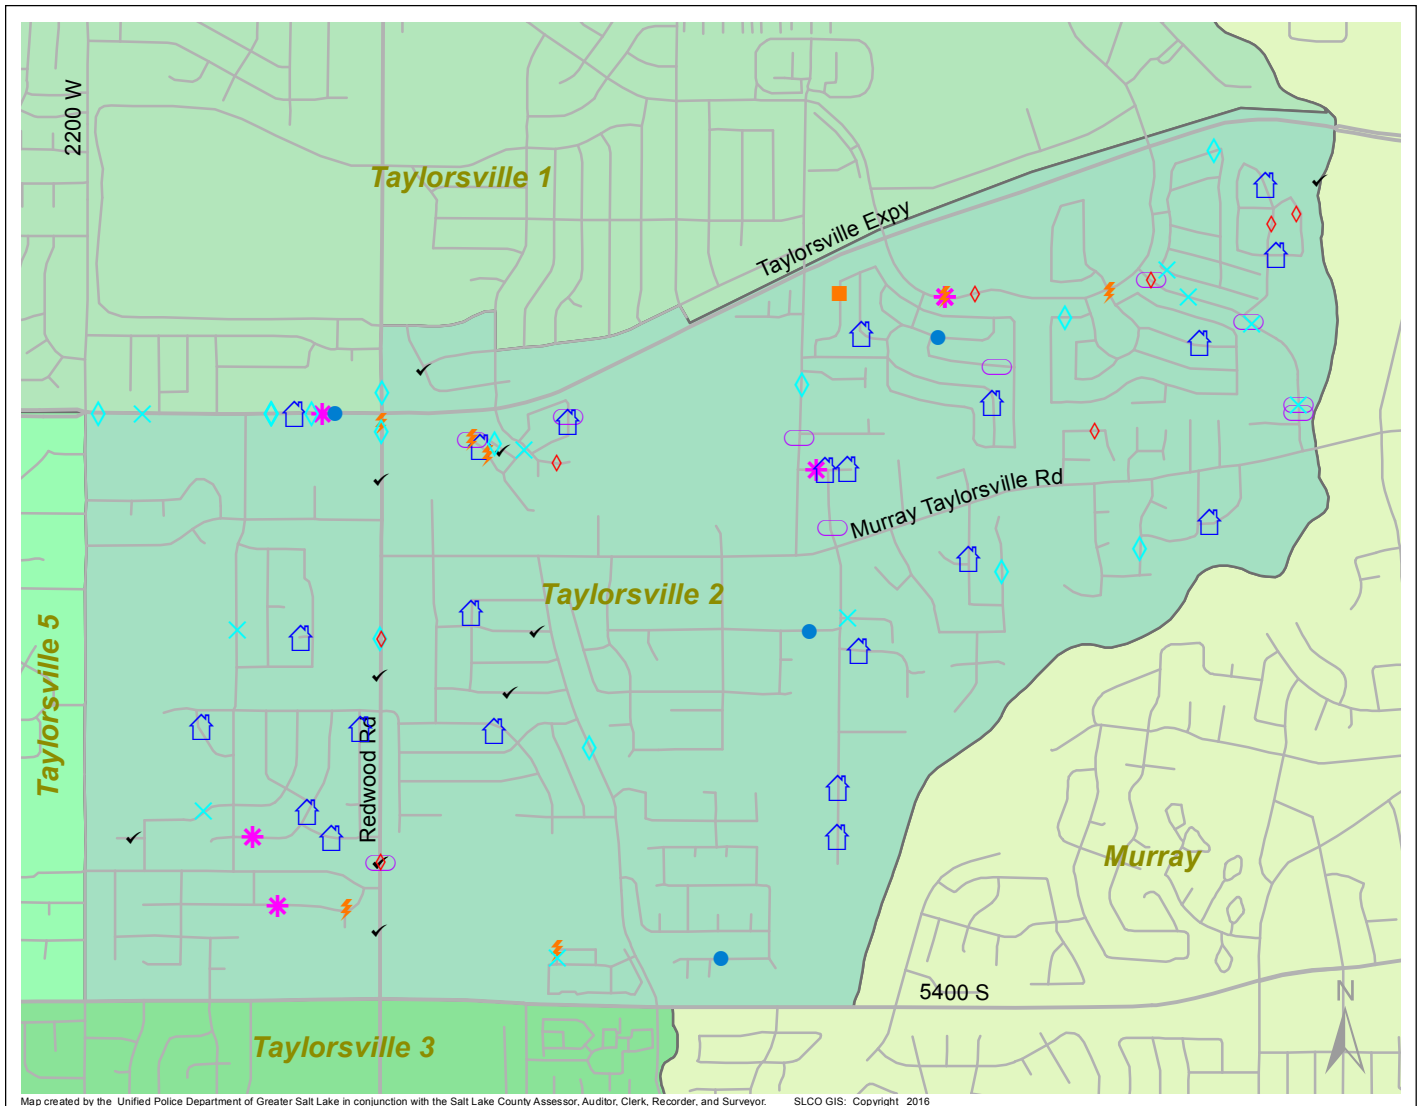 2200 W
Taylorsville 1
Taylorsville Expy
Murray Taylorsville Rd
Taylorsville 2
Taylorsville 5
Redwood Rd
Murray
5400 S
N
Taylorsville 3
Map created by the Unified Police Department of Greater Salt Lake in conjunction with the Salt Lake County Assessor, Auditor, Clerk, Recorder, and Surveyor. SLCO GIS: Copyright 2016